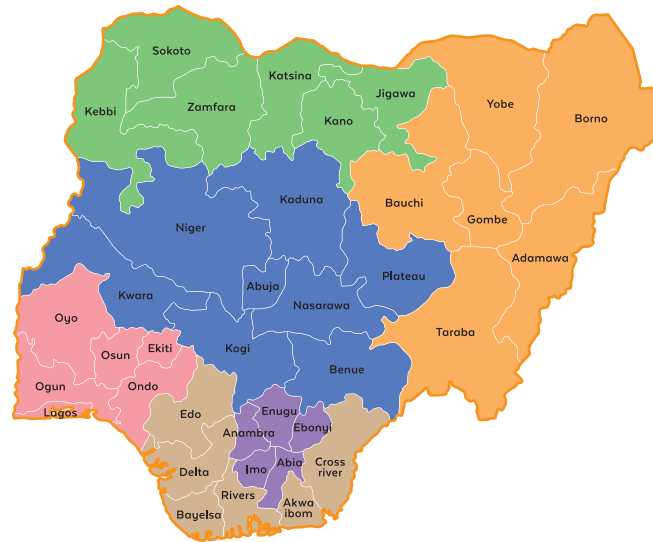 Sokoto
Katsina
Jigawa
Yobe
Borno
Kebbi
Zamfara
Kano
Bauchi
Gombe
Kaduna
Niger
Adamawa
Plateau
Abuja
Kwara
Nasarawa
Oyo
Taraba
Kogi
Ekiti
Osun
Benue
Ogun
Ondo
Logos
Edo
Enugu
Anambra
Ebonyi
Imo
Abia
Cross
river
Delta
Rivers
Akwa
ibom
Bayelsa